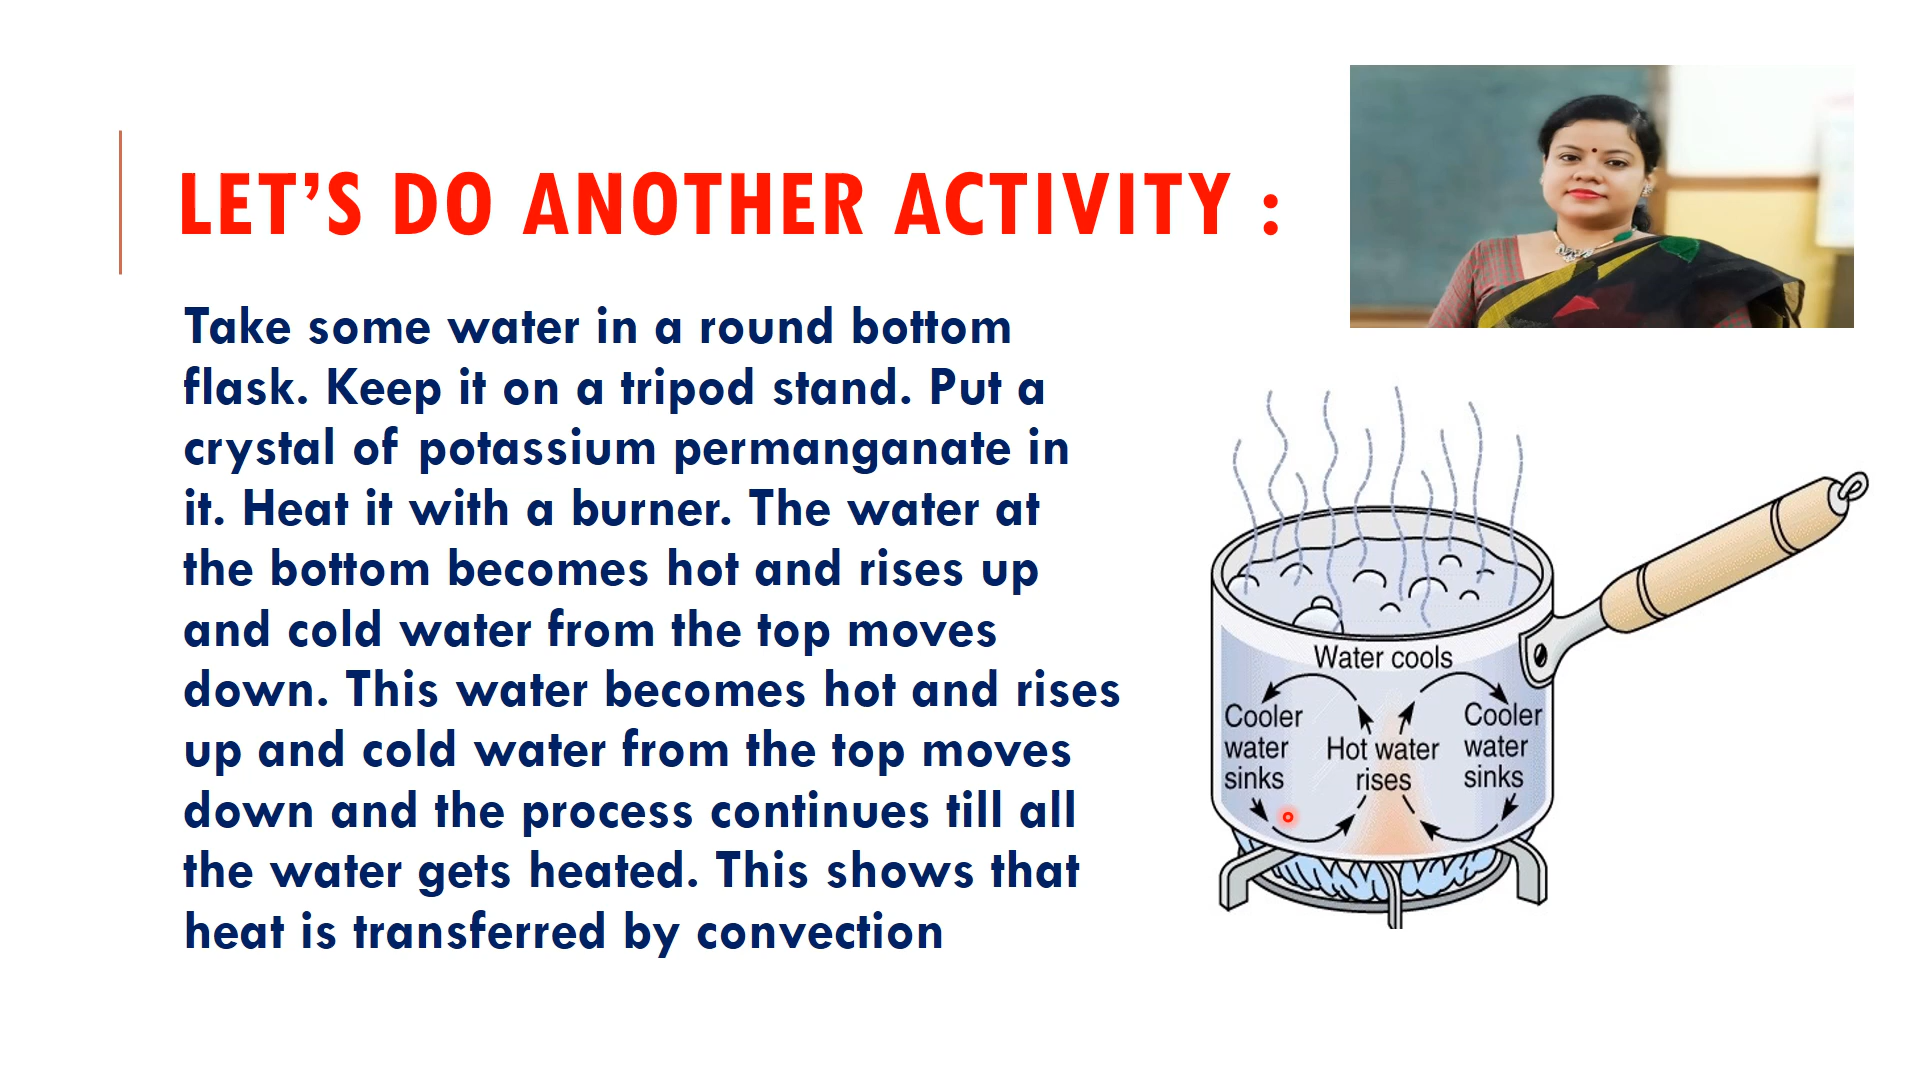 LET'S DO ANOTHER ACTIVITY :
Take some water in a round bottom
flask. Keep it on a tripod stand. Put a
crystal of potassium permanganate in
it. Heat it with a burner. The water at
the bottom becomes hot and rises up
and cold water from the top moves
down. This water becomes hot and rises
up and cold water from the top moves
down and the process continues till all
the water gets heated. This shows that
heat is transferred by convection
Water cools
Cooler
water
sinks
Hot water
rises
Cooler
water
sinks